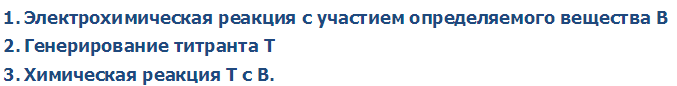 1. Электрохимическая реакция с участием определяемого вещества В
2. Генерирование титранта Т
3. Химическая реакция Т с В.